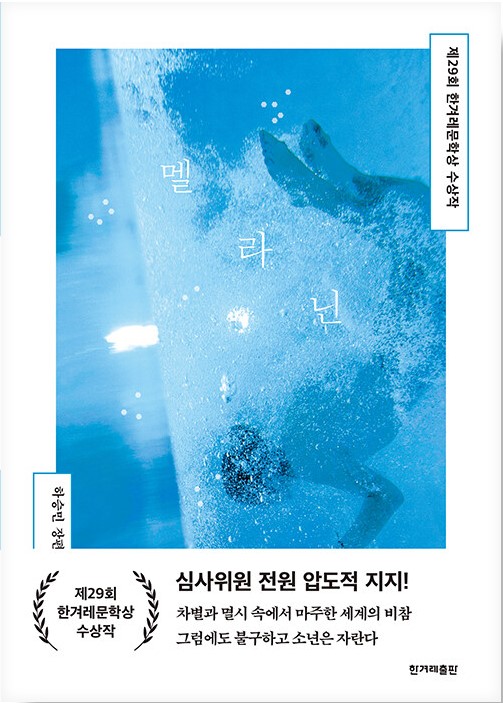 제29회 한겨레문학상 수상작
멜
라
닌
하승민 장편
제29회
한겨레문학상
수상작
심사위원 전원 압도적 지지!
차별과 멸시 속에서 마주한 세계의 비참
그럼에도 불구하고 소년은 자란다
한겨레출판